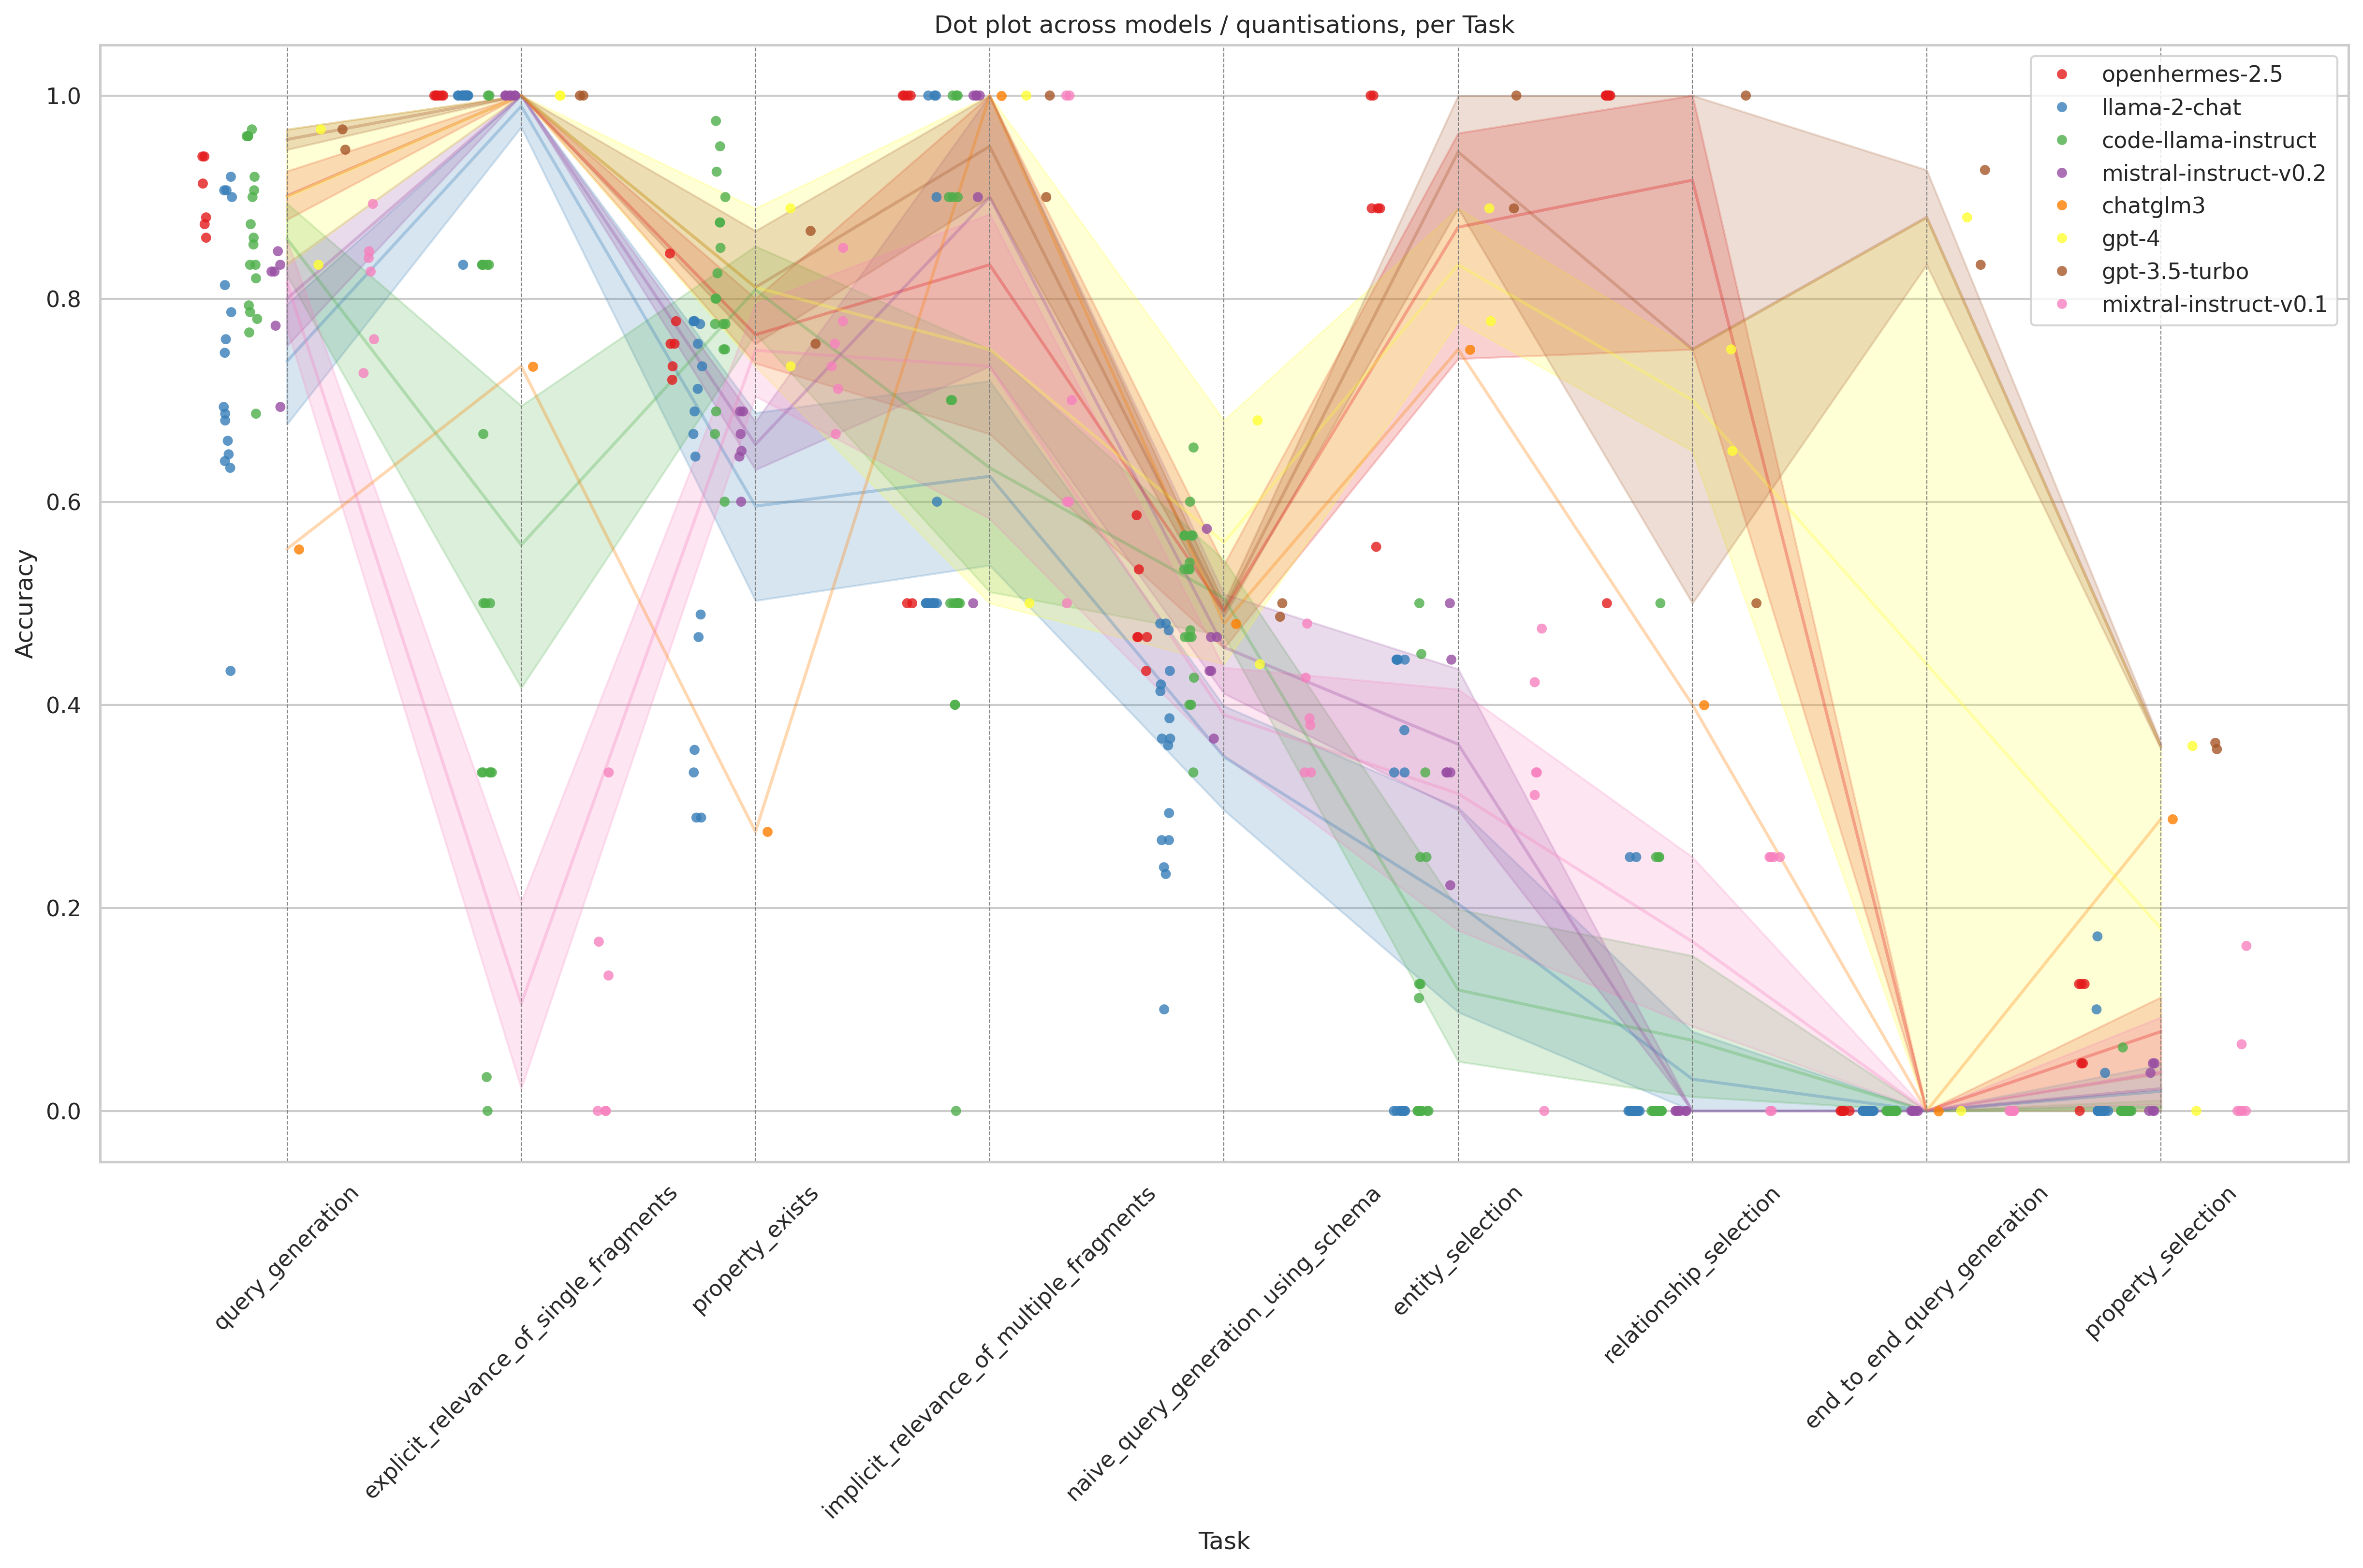 Dot plot across models / quantisations, per Task
openhermes-2.5
llama-2-chat
code-llama-instruct
mistral-instruct-v0.2
chatglm3
gpt-4
gpt-3.5-turbo
mixtral-instruct-v0.1
Accuracy
1.0
0.8
0.6
0.4
0.2
0.0
query_generation
explicit_relevance_of_single_fragments
property_exists
implicit_relevance_of_multiple_fragments
naive_query_generation_using_schema
entity_selection
relationship_selection
end_to_end_query_generation
property_selection
Task